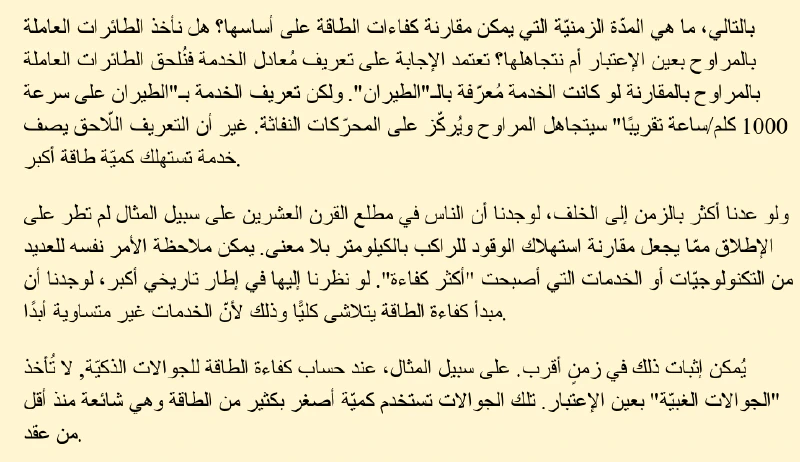 بالتالي، ما هي المدّة الزمنيّة التي يمكن مقارنة كفاءات الطاقة على أساسها؟ هل نأخذ الطائرات العاملة
بالمراوح بعين الإعتبار أم نتجاهلها؟ تعتمد الإجابة على تعريف مُعادل الخدمة فنُلحق الطائرات العاملة
بالمراوح بالمقارنة لو كانت الخدمة مُعرّفة بالـ"الطيران". ولكن تعريف الخدمة بـ"الطيران على سرعة
1000 كلم/ساعة تقريبًا" سيتجاهل المراوح ويُركّز على المحرّكات النفاثة. غير أن التعريف اللّاحق يصف
خدمة تستهلك كميّة طاقة أكبر.
ولو عدنا أكثر بالزمن إلى الخلف، لوجدنا أن الناس في مطلع القرن العشرين على سبيل المثال لم تطر على
الإطلاق ممّا يجعل مقارنة استهلاك الوقود للراكب بالكيلومتر بلا معنى. يمكن ملاحظة الأمر نفسه للعديد
من التكنولوجيّات أو الخدمات التي أصبحت "أكثر كفاءة". لو نظرنا إليها في إطار تاريخي أكبر، لوجدنا أن
مبدأ كفاءة الطاقة يتلاشى كليًّا وذلك لأنّ الخدمات غير متساوية أبدًا.
يُمكن إثبات ذلك في زمنٍ أقرب. على سبيل المثال، عند حساب كفاءة الطاقة للجوالات الذكيّة, لا تُأخذ
"الجوالات الغبيّة" بعين الإعتبار. تلك الجوالات تستخدم كميّة أصغر بكثير من الطاقة وهي شائعة منذ أقل
من عقد.